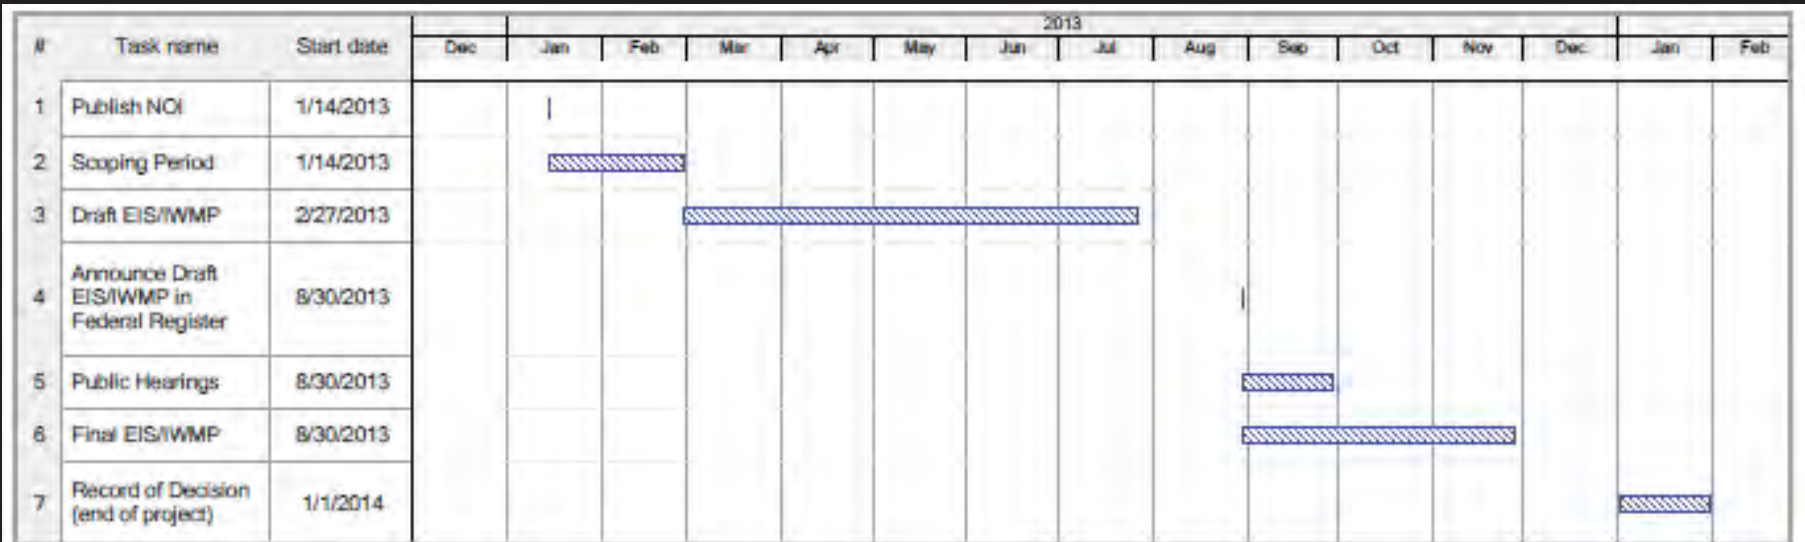 2013
# Task name Start date Dec Jan Feb Mar Apr May Jun Jul Aug Sep Oct Nov Dec Jan Feb
1 Publish NOI 1/14/2013
2 Scoping Period 1/14/2013
3 Draft EIS/IWMP 2/27/2013
Announce Draft
4 EIS/IWMP in 8/30/2013
Federal Register
5 Public Hearings 8/30/2013
6 Final EIS/IWMP 8/30/2013
Record of Decision
7 (end of project) 1/1/2014